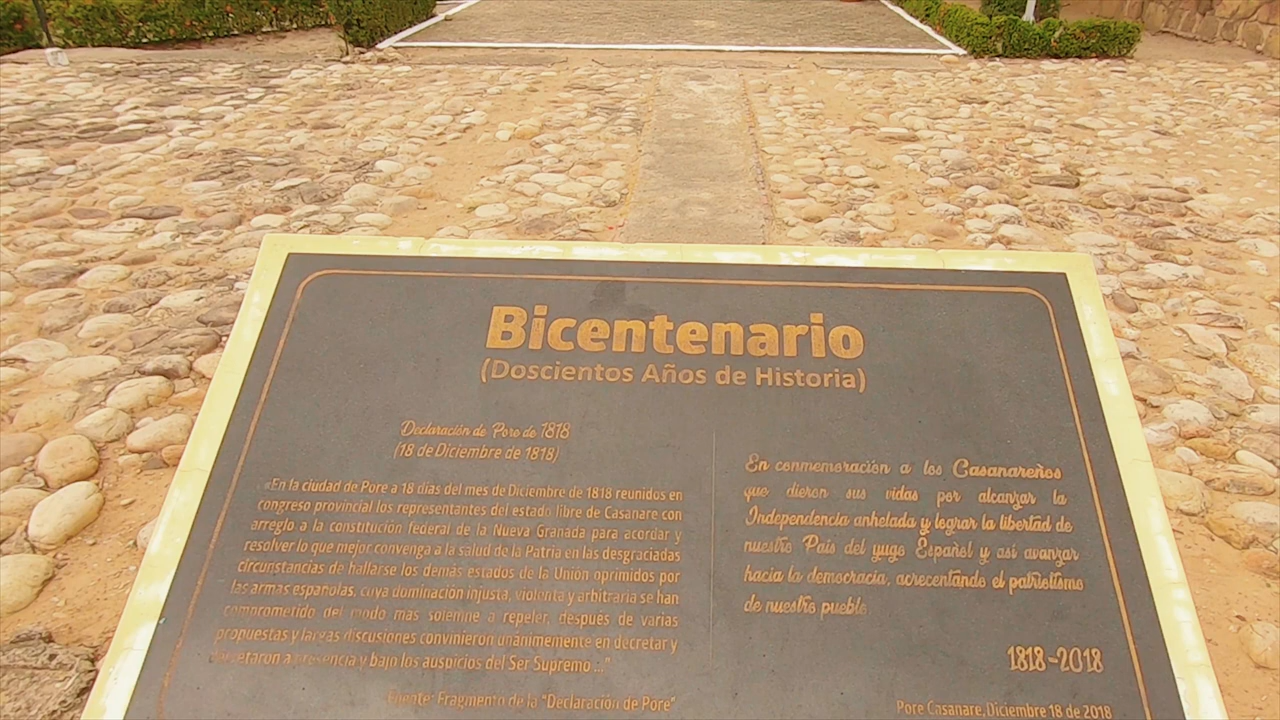 Bicentenario
(Doscientos Años de Historia)
Declaración de Pore de 1818
(18 de Diciembre de 1818)
«En la ciudad de Pore a 18 días del mes de Diciembre de 1818 reunidos en
congreso provincial los representantes del estado libre de Casanare con
arreglo a la constitución federal de la Nueva Granada para acordar y
resolver lo que mejor convenga a la salud de la Patria en las desgraciadas
circunstancias de hallarse los demás estados de la Unión oprimidos por
las armas españolas, cuya dominación injusta, violenta y arbitraria se han
comprometido del modo mas solemne a repeler, después de varias
propuestas y largas discusiones convinieron unánimemente en decretar y
decretaron a presencia y bajo los auspicios del Ser Supremo ..."
Fuente: Fragmento de la "Declaración de Pore"
En conmemoración a los Casanareños
que dieron sus vidas por alcanzar la
Independencia anhelada y lograr la libertad de
nuestro País del yugo Español y así avanzar
hacia la democracia, acrecentando el patriotismo
de nuestro pueblo
1818-2018
Pore Casanare, Diciembre 18 de 2018